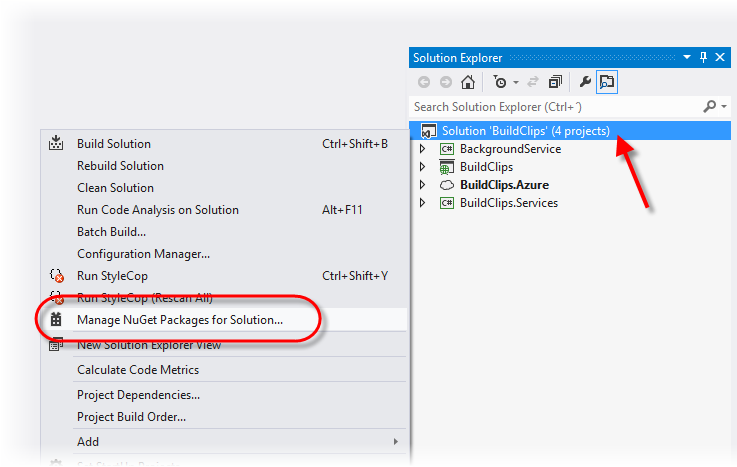 Solution Explorer
Search Solution Explorer (Ctrl+´)
Solution 'BuildClips' (4 projects)
BackgroundService
BuildClips
BuildClips.Azure
BuildClips.Services
Build Solution Ctrl+Shift+B
Rebuild Solution
Clean Solution
Run Code Analysis on Solution Alt+F11
Batch Build...
Configuration Manager...
Run StyleCop Ctrl+Shift+Y
Run StyleCop (Rescan All)
Manage NuGet Packages for Solution...
New Solution Explorer View
Calculate Code Metrics
Project Dependencies...
Project Build Order...
Add